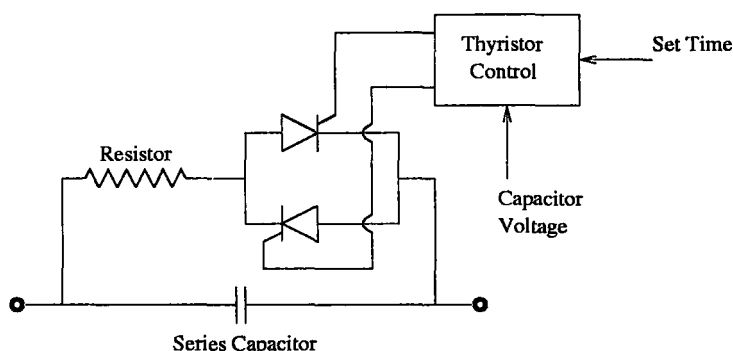 Thyristor
Control
Set Time
Resistor
Capacitor
Voltage
Series Capacitor